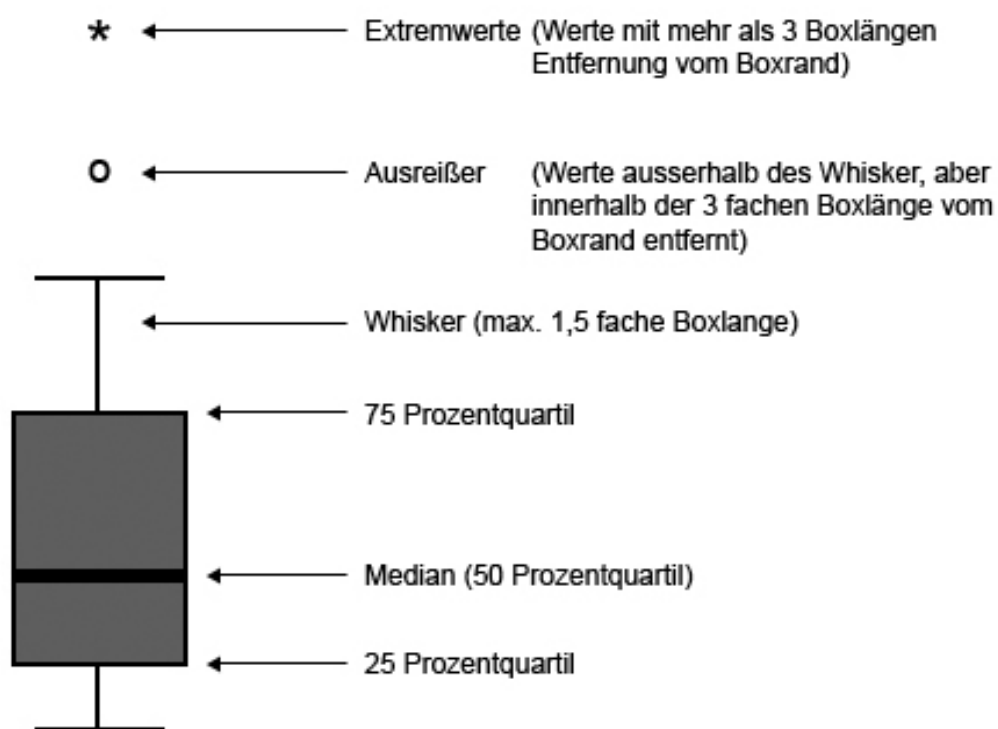 Extremwerte (Werte mit mehr als 3 Boxlängen
Entfernung vom Boxrand)
Ausreißer (Werte ausserhalb des Whisker, aber
innerhalb der 3 fachen Boxlänge vom
Boxrand entfernt)
Whisker (max. 1,5 fache Boxlange)
75 Prozentquartil
Median (50 Prozentquartil)
25 Prozentquartil